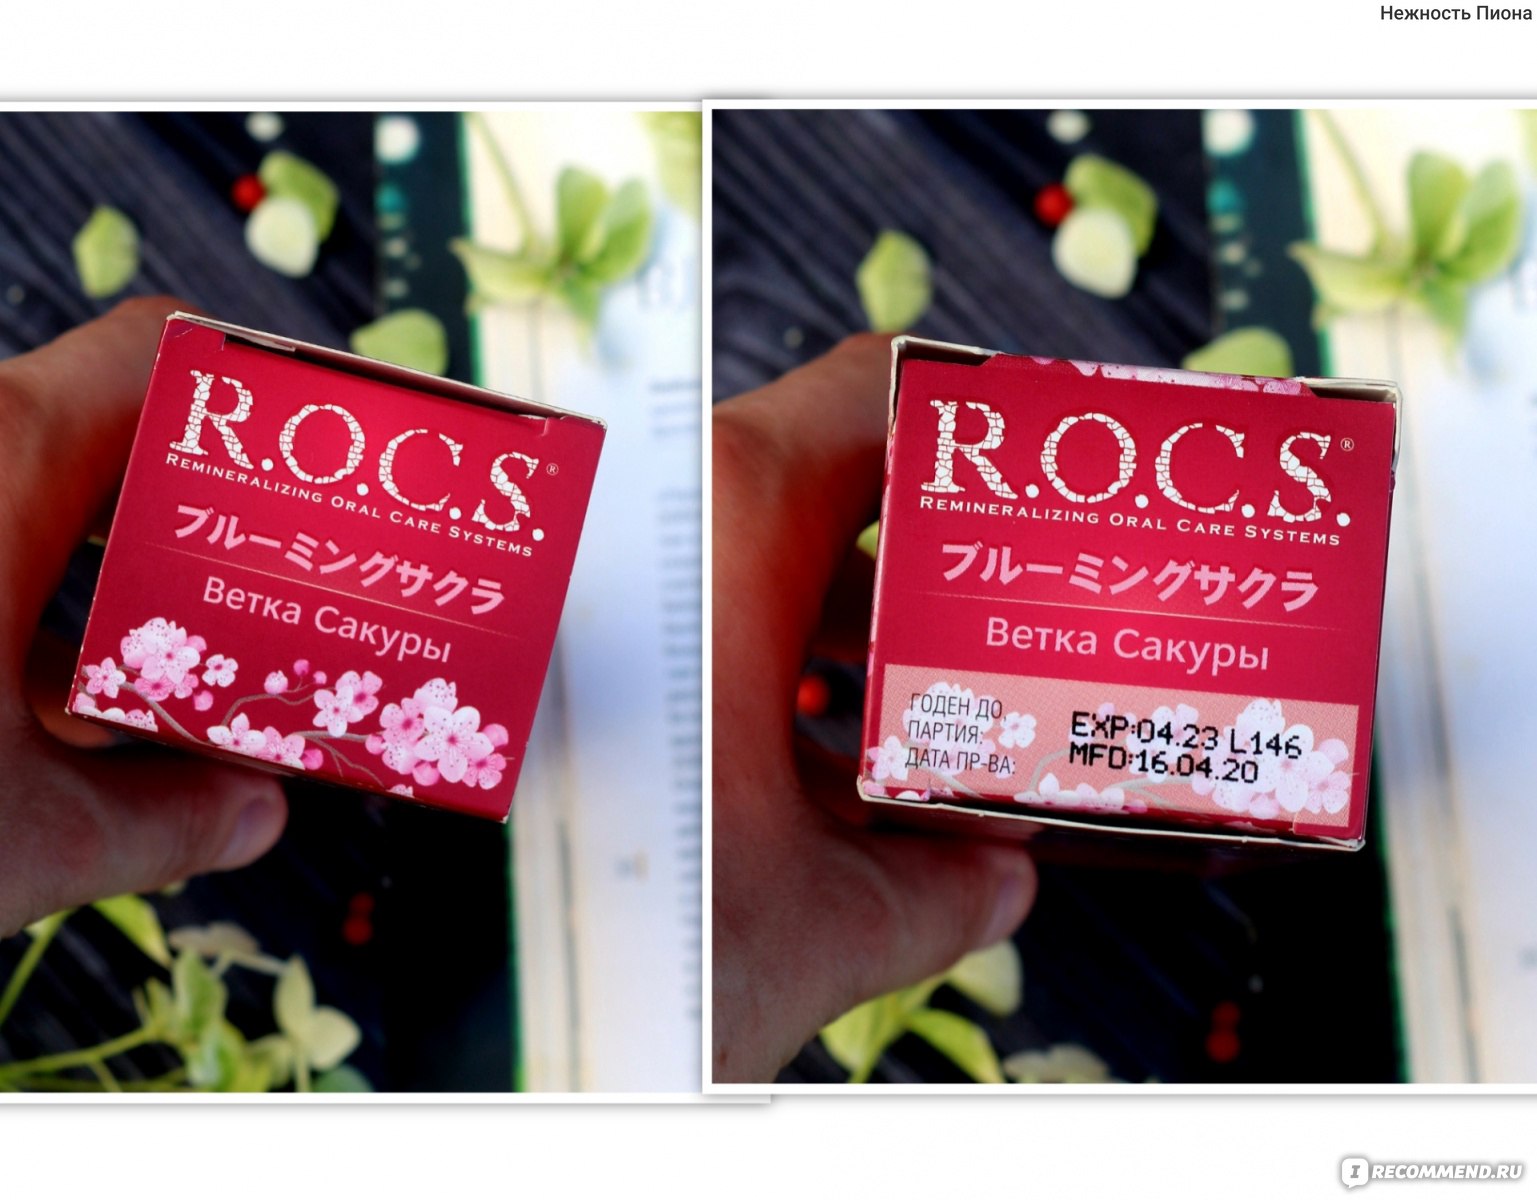 Нежность Пиона
R.O.C.S.®
REMINERALIZING ORAL CARE SYSTEMS
ブルーミングサクラ
Ветка Сакуры
R.O.C.S.®
REMINERALIZING ORAL CARE SYSTEMS
ブルーミングサクラ
Ветка Сакуры
ГОДЕН ДО,
ПАРТИЯ:
ДАТА ПР-ВА:
EXP:04.23 L146
MFD:16.04.20
IRECOMMEND.RU